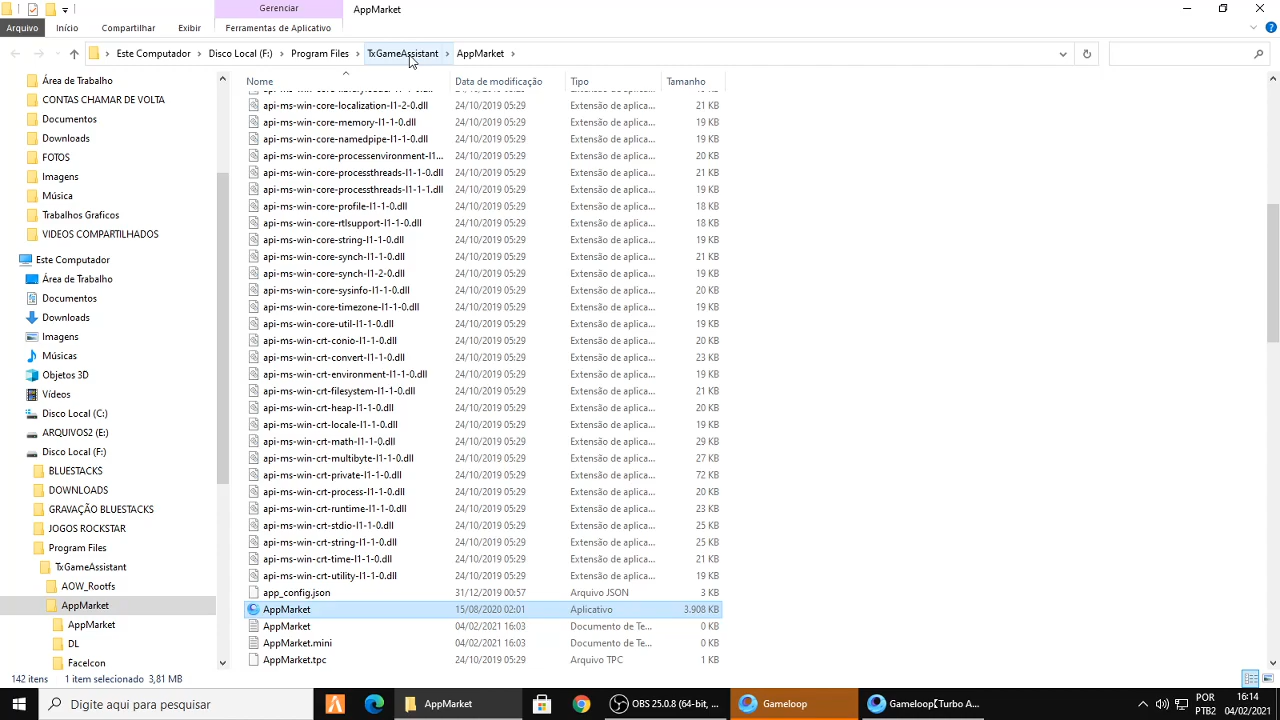 Gerenciar
AppMarket
Arquivo
Início
Compartilhar
Exibir
Ferramentas de Aplicativo
Este Computador
Disco Local (F:)
Program Files
TxGameAssistant
AppMarket
Nome
Data de modificação
Tipo
Tamanho
Área de Trabalho
CONTAS CHAMAR DE VOLTA
Documentos
Downloads
FOTOS
Imagens
Música
Trabalhos Graficos
VIDEOS COMPARTILHADOS
Este Computador
Área de Trabalho
Documentos
Downloads
Imagens
Músicas
Objetos 3D
Vídeos
Disco Local (C:)
ARQUIVOS2 (E:)
Disco Local (F:)
BLUESTACKS
DOWNLOADS
GRAVAÇÃO BLUESTACKS
JOGOS ROCKSTAR
Program Files
TxGameAssistant
AOW_Rootfs
AppMarket
AppMarket
DL
FaceIcon
api-ms-win-core-localization-l1-2-0.dll 24/10/2019 05:29 Extensão de aplica... 21 KB
api-ms-win-core-memory-l1-1-0.dll 24/10/2019 05:29 Extensão de aplica... 19 KB
api-ms-win-core-namedpipe-l1-1-0.dll 24/10/2019 05:29 Extensão de aplica... 19 KB
api-ms-win-core-processenvironment-l1... 24/10/2019 05:29 Extensão de aplica... 20 KB
api-ms-win-core-processthreads-l1-1-0.dll 24/10/2019 05:29 Extensão de aplica... 21 KB
api-ms-win-core-processthreads-l1-1-1.dll 24/10/2019 05:29 Extensão de aplica... 19 KB
api-ms-win-core-profile-l1-1-0.dll 24/10/2019 05:29 Extensão de aplica... 18 KB
api-ms-win-core-rtlsupport-l1-1-0.dll 24/10/2019 05:29 Extensão de aplica... 18 KB
api-ms-win-core-string-l1-1-0.dll 24/10/2019 05:29 Extensão de aplica... 19 KB
api-ms-win-core-synch-l1-1-0.dll 24/10/2019 05:29 Extensão de aplica... 21 KB
api-ms-win-core-synch-l1-2-0.dll 24/10/2019 05:29 Extensão de aplica... 19 KB
api-ms-win-core-sysinfo-l1-1-0.dll 24/10/2019 05:29 Extensão de aplica... 20 KB
api-ms-win-core-timezone-l1-1-0.dll 24/10/2019 05:29 Extensão de aplica... 19 KB
api-ms-win-core-util-l1-1-0.dll 24/10/2019 05:29 Extensão de aplica... 19 KB
api-ms-win-crt-conio-l1-1-0.dll 24/10/2019 05:29 Extensão de aplica... 20 KB
api-ms-win-crt-convert-l1-1-0.dll 24/10/2019 05:29 Extensão de aplica... 23 KB
api-ms-win-crt-environment-l1-1-0.dll 24/10/2019 05:29 Extensão de aplica... 19 KB
api-ms-win-crt-filesystem-l1-1-0.dll 24/10/2019 05:29 Extensão de aplica... 21 KB
api-ms-win-crt-heap-l1-1-0.dll 24/10/2019 05:29 Extensão de aplica... 20 KB
api-ms-win-crt-locale-l1-1-0.dll 24/10/2019 05:29 Extensão de aplica... 19 KB
api-ms-win-crt-math-l1-1-0.dll 24/10/2019 05:29 Extensão de aplica... 29 KB
api-ms-win-crt-multibyte-l1-1-0.dll 24/10/2019 05:29 Extensão de aplica... 27 KB
api-ms-win-crt-private-l1-1-0.dll 24/10/2019 05:29 Extensão de aplica... 72 KB
api-ms-win-crt-process-l1-1-0.dll 24/10/2019 05:29 Extensão de aplica... 20 KB
api-ms-win-crt-runtime-l1-1-0.dll 24/10/2019 05:29 Extensão de aplica... 23 KB
api-ms-win-crt-stdio-l1-1-0.dll 24/10/2019 05:29 Extensão de aplica... 25 KB
api-ms-win-crt-string-l1-1-0.dll 24/10/2019 05:29 Extensão de aplica... 25 KB
api-ms-win-crt-time-l1-1-0.dll 24/10/2019 05:29 Extensão de aplica... 21 KB
api-ms-win-crt-utility-l1-1-0.dll 24/10/2019 05:29 Extensão de aplica... 19 KB
app_config.json 31/12/2019 00:57 Arquivo JSON 3 KB
AppMarket 15/08/2020 02:01 Aplicativo 3.908 KB
AppMarket 04/02/2021 16:03 Documento de Te... 0 KB
AppMarket.mini 04/02/2021 16:03 Documento de Te... 0 KB
AppMarket.tpc 24/10/2019 05:29 Arquivo TPC 1 KB
142 itens
1 item selecionado 3,81 MB
Digite aqui para pesquisar
AppMarket
OBS 25.0.8 (64-bit, ...
Gameloop
Gameloop【Turbo A...
POR
PTB2
16:14
04/02/2021